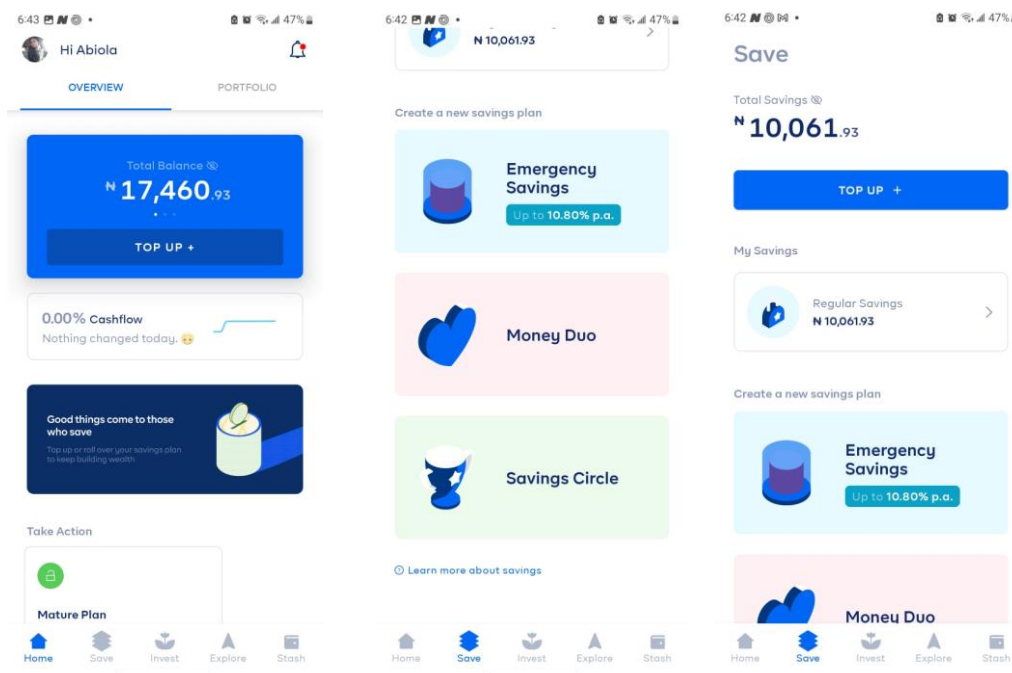 6:43
47%
Hi Abiola
OVERVIEW
PORTFOLIO
Total Balance
₦ 17,460.93
TOP UP +
0.00% Cashflow
Nothing changed today.
Good things come to those
who save
Top up or roll over your savings plan
to keep building wealth
Take Action
Mature Plan
Home
Save
Invest
Explore
Stash
6:42
47%
₦ 10,061.93
Create a new savings plan
Emergency
Savings
Up to 10.80% p.a.
Money Duo
Savings Circle
Learn more about savings
Home
Save
Invest
Explore
Stash
6:42
47%
Save
Total Savings
₦ 10,061.93
TOP UP +
My Savings
Regular Savings
₦ 10,061.93
Create a new savings plan
Emergency
Savings
Up to 10.80% p.a.
Money Duo
Home
Save
Invest
Explore
Stash